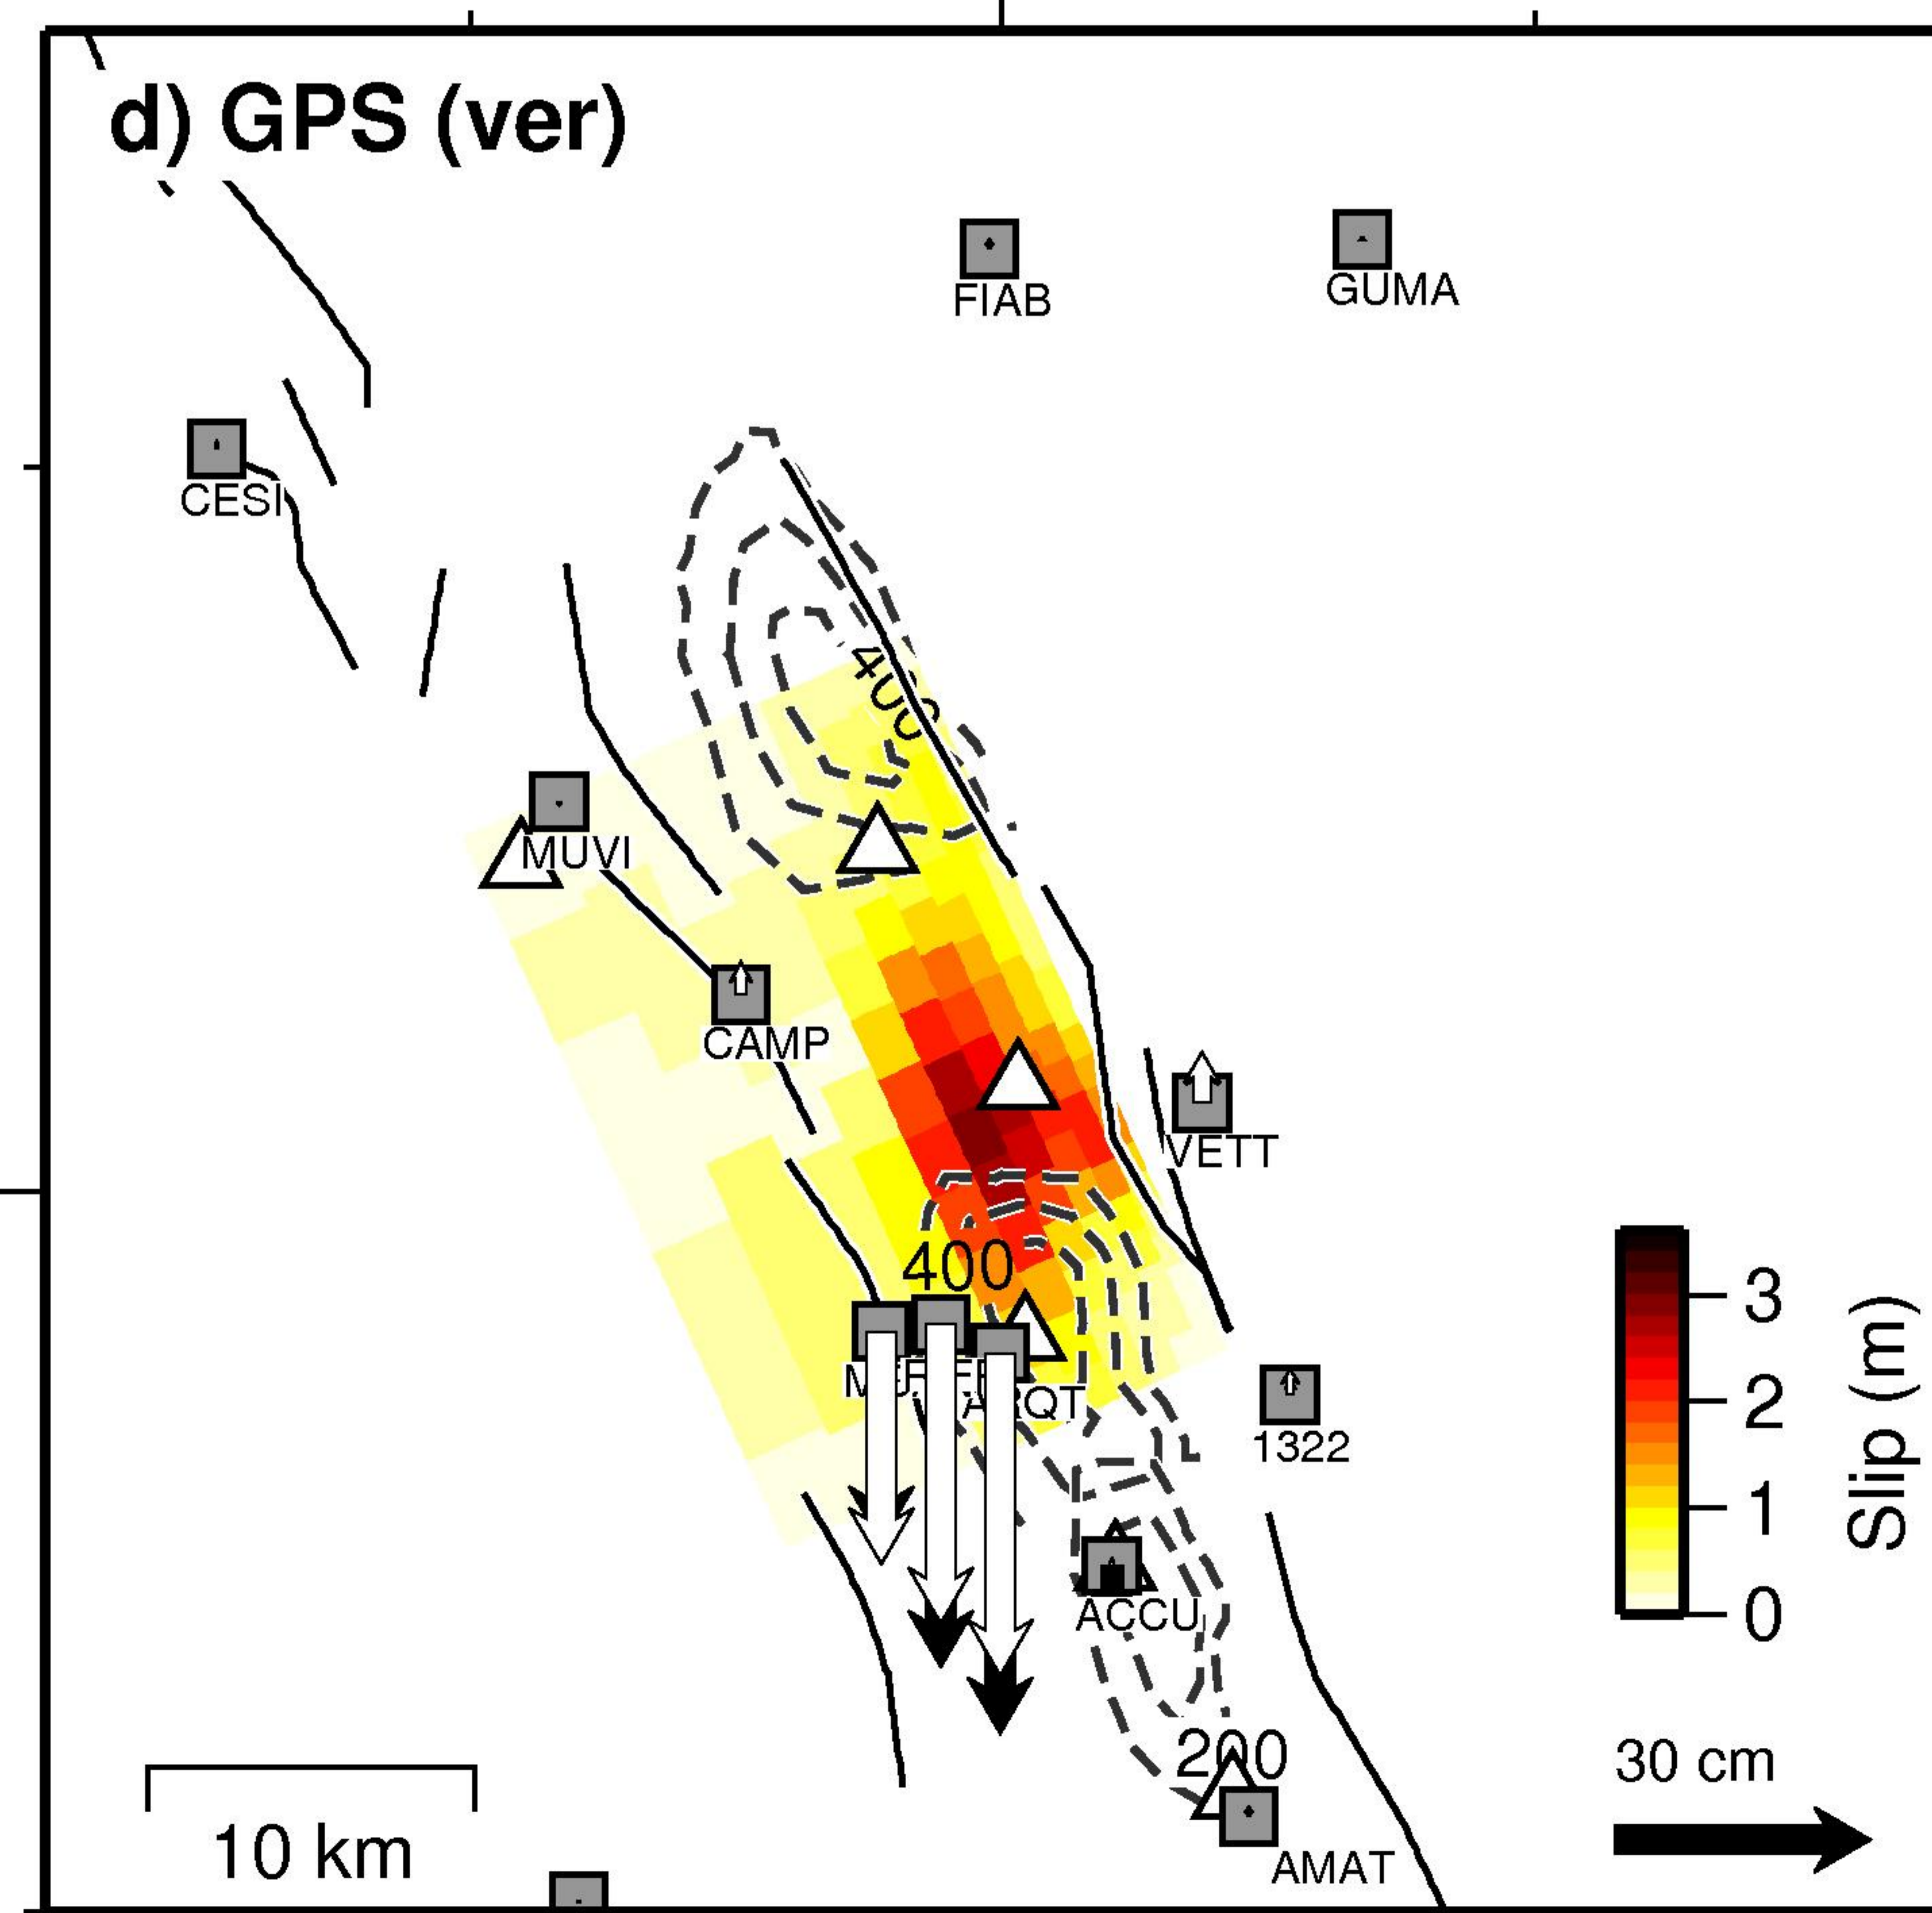 d) GPS (ver)
FIAB
GUMA
CESI
400
MUVI
CAMP
VETT
400
ARQT
1322
ACCU
200
AMAT
3
2
1
0
Slip (m)
30 cm
10 km